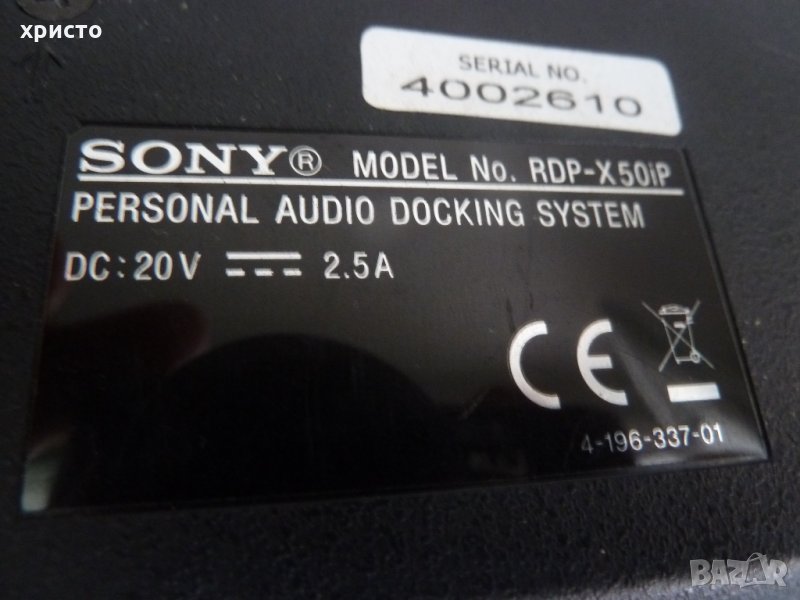 христо
SERIAL NO.
4002610
SONY® MODEL No. RDP-X50iP
PERSONAL AUDIO DOCKING SYSTEM
DC: 20V ⎓ 2.5A
CE
4-196-337-01
BAZAR